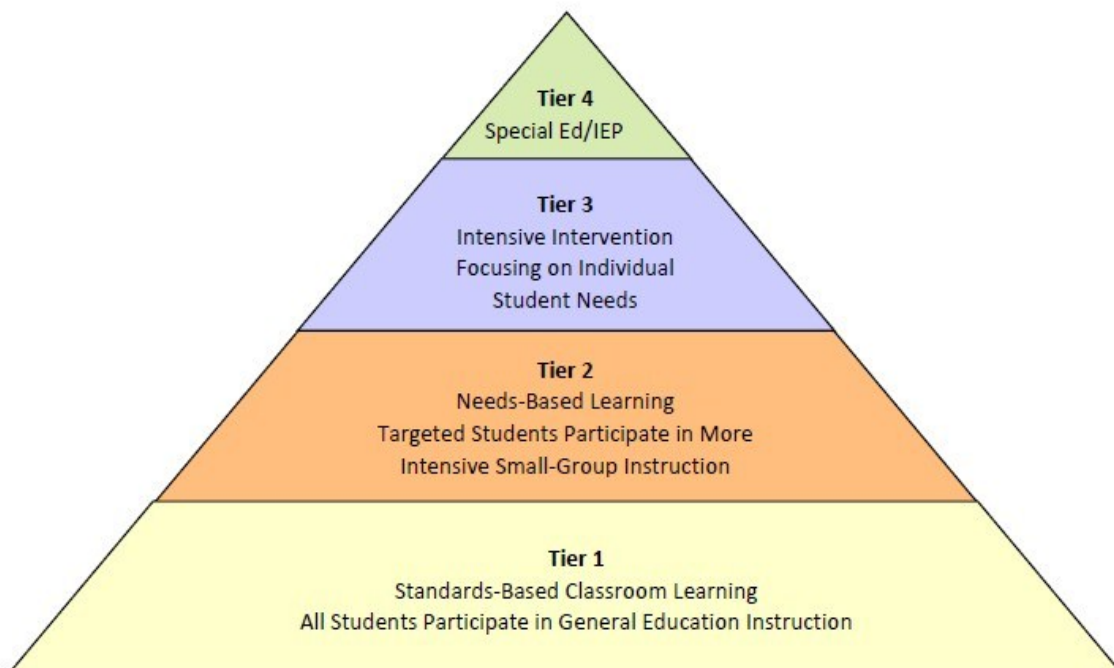 Tier 4
Special Ed/IEP
Tier 3
Intensive Intervention
Focusing on Individual
Student Needs
Tier 2
Needs-Based Learning
Targeted Students Participate in More
Intensive Small-Group Instruction
Tier 1
Standards-Based Classroom Learning
All Students Participate in General Education Instruction